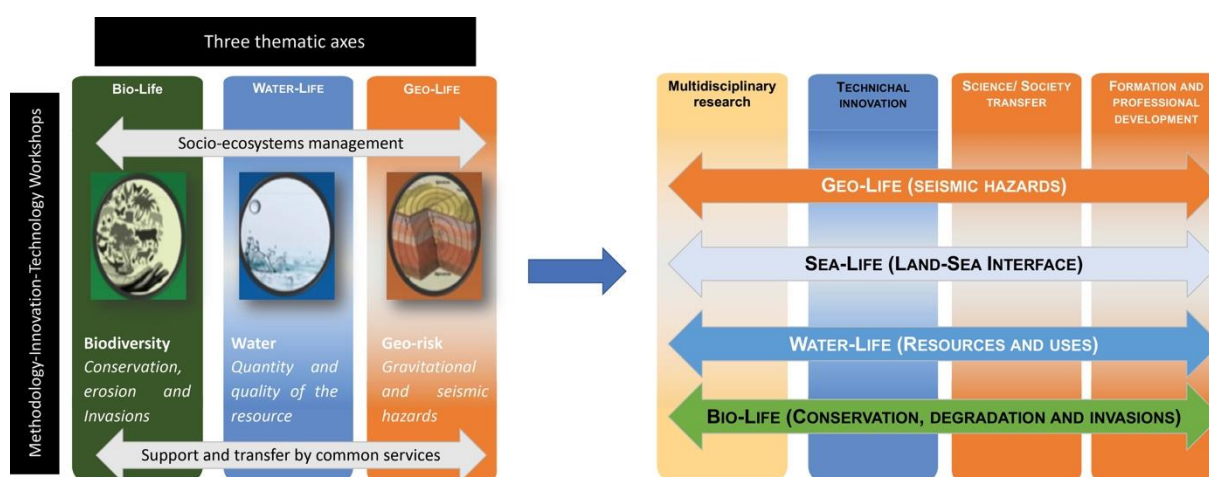 Three thematic axes
Methodology-Innovation-Technology Workshops
BIO-LIFE
WATER-LIFE
GEO-LIFE
Socio-ecosystems management
Biodiversity
Conservation,
erosion and
Invasions
Water
Quantity and
quality of the
resource
Geo-risk
Gravitational
and seismic
hazards
Support and transfer by common services
Multidisciplinary
research
TECHNICHAL
INNOVATION
SCIENCE/ SOCIETY
TRANSFER
FORMATION AND
PROFESSIONAL
DEVELOPMENT
GEO-LIFE (SEISMIC HAZARDS)
SEA-LIFE (LAND-SEA INTERFACE)
WATER-LIFE (RESOURCES AND USES)
BIO-LIFE (CONSERVATION, DEGRADATION AND INVASIONS)